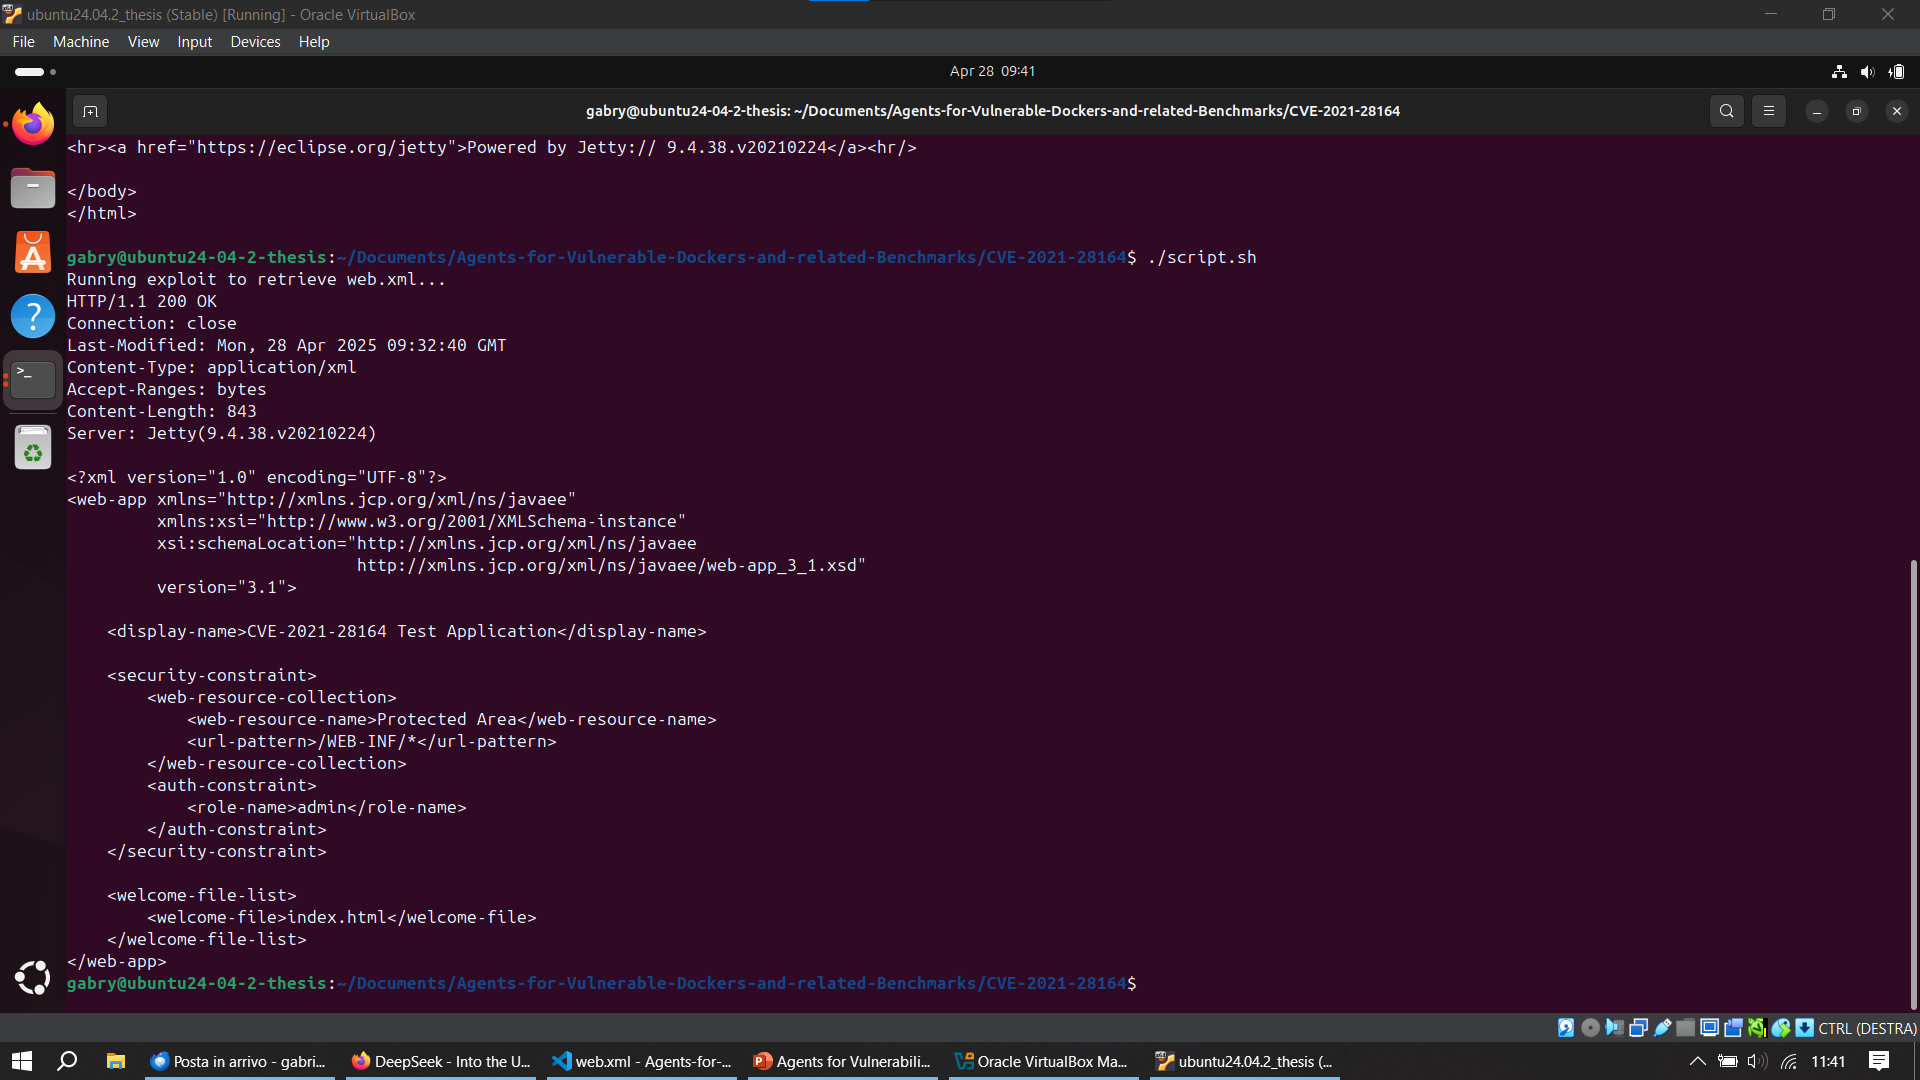 ubuntu24.04.2_thesis (Stable) [Running] - Oracle VirtualBox
File Machine View Input Devices Help
Apr 28 09:41
gabry@ubuntu24-04-2-thesis: ~/Documents/Agents-for-Vulnerable-Dockers-and-related-Benchmarks/CVE-2021-28164
<hr><a href="https://eclipse.org/jetty">Powered by Jetty:// 9.4.38.v20210224</a><hr/>
</body>
</html>
gabry@ubuntu24-04-2-thesis:~/Documents/Agents-for-Vulnerable-Dockers-and-related-Benchmarks/CVE-2021-28164$ ./script.sh
Running exploit to retrieve web.xml...
HTTP/1.1 200 OK
Connection: close
Last-Modified: Mon, 28 Apr 2025 09:32:40 GMT
Content-Type: application/xml
Accept-Ranges: bytes
Content-Length: 843
Server: Jetty(9.4.38.v20210224)
<?xml version="1.0" encoding="UTF-8"?>
<web-app xmlns="http://xmlns.jcp.org/xml/ns/javaee"
xmlns:xsi="http://www.w3.org/2001/XMLSchema-instance"
xsi:schemaLocation="http://xmlns.jcp.org/xml/ns/javaee
http://xmlns.jcp.org/xml/ns/javaee/web-app_3_1.xsd"
version="3.1">
<display-name>CVE-2021-28164 Test Application</display-name>
<security-constraint>
<web-resource-collection>
<web-resource-name>Protected Area</web-resource-name>
<url-pattern>/WEB-INF/*</url-pattern>
</web-resource-collection>
<auth-constraint>
<role-name>admin</role-name>
</auth-constraint>
</security-constraint>
<welcome-file-list>
<welcome-file>index.html</welcome-file>
</welcome-file-list>
</web-app>
gabry@ubuntu24-04-2-thesis:~/Documents/Agents-for-Vulnerable-Dockers-and-related-Benchmarks/CVE-2021-28164$
CTRL (DESTRA)
Posta in arrivo - gabri... DeepSeek - Into the U... web.xml - Agents-for-... Agents for Vulnerabili... Oracle VirtualBox Ma... ubuntu24.04.2_thesis (... 11:41